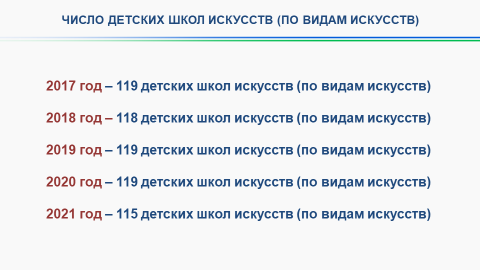 ЧИСЛО ДЕТСКИХ ШКОЛ ИСКУССТВ (ПО ВИДАМ ИСКУССТВ)
2017 год – 119 детских школ искусств (по видам искусств)
2018 год – 118 детских школ искусств (по видам искусств)
2019 год – 119 детских школ искусств (по видам искусств)
2020 год – 119 детских школ искусств (по видам искусств)
2021 год – 115 детских школ искусств (по видам искусств)